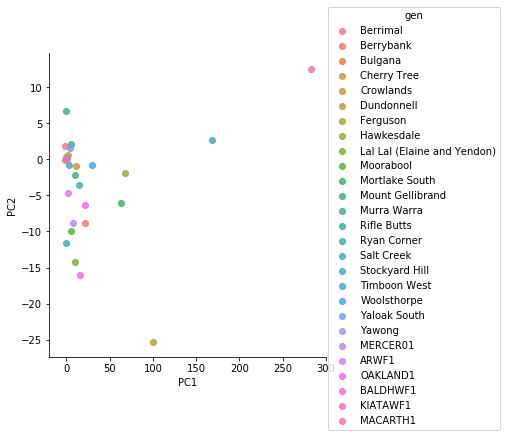 gen
Berrimal
Berrybank
Bulgana
Cherry Tree
Crowlands
Dundonnell
Ferguson
Hawkesdale
Lal Lal (Elaine and Yendon)
Moorabool
Mortlake South
Mount Gellibrand
Murra Warra
Rifle Butts
Ryan Corner
Salt Creek
Stockyard Hill
Timboon West
Woolsthorpe
Yaloak South
Yawong
MERCER01
ARWF1
OAKLAND1
BALDHWF1
KIATAWF1
MACARTH1
10
5
0
−5
−10
−15
−20
−25
PC2
0 50 100 150 200 250 300
PC1